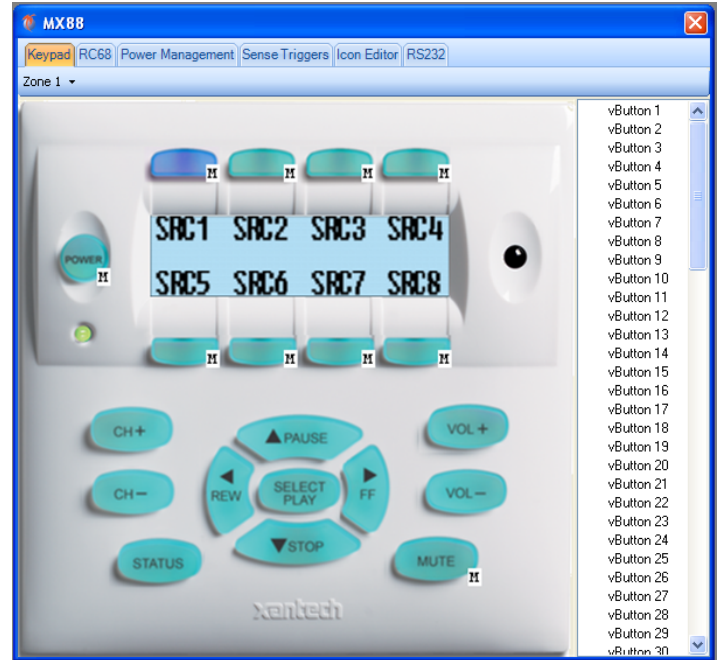 MX88
Keypad RC68 Power Management Sense Triggers Icon Editor RS232
Zone 1
M M M M
SRC1 SRC2 SRC3 SRC4
POWER
M
SRC5 SRC6 SRC7 SRC8
M M M M
CH+ PAUSE VOL+
REW SELECT PLAY FF
CH− VOL−
STATUS STOP MUTE
M
xantech
vButton 1
vButton 2
vButton 3
vButton 4
vButton 5
vButton 6
vButton 7
vButton 8
vButton 9
vButton 10
vButton 11
vButton 12
vButton 13
vButton 14
vButton 15
vButton 16
vButton 17
vButton 18
vButton 19
vButton 20
vButton 21
vButton 22
vButton 23
vButton 24
vButton 25
vButton 26
vButton 27
vButton 28
vButton 29
vButton 30